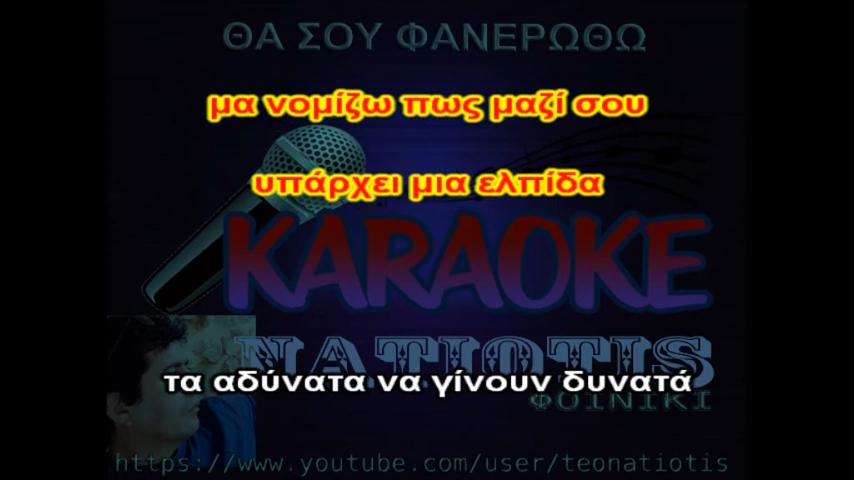 ΘΑ ΣΟΥ ΦΑΝΕΡΩΘΩ
μα νομίζω πως μαζί σου
υπάρχει μια ελπίδα
KARAOKE
NATIOTIS
τα αδύνατα να γίνουν δυνατά
ΦΟΙΝΙΚΙ
https://www.youtube.com/user/teonatiotis